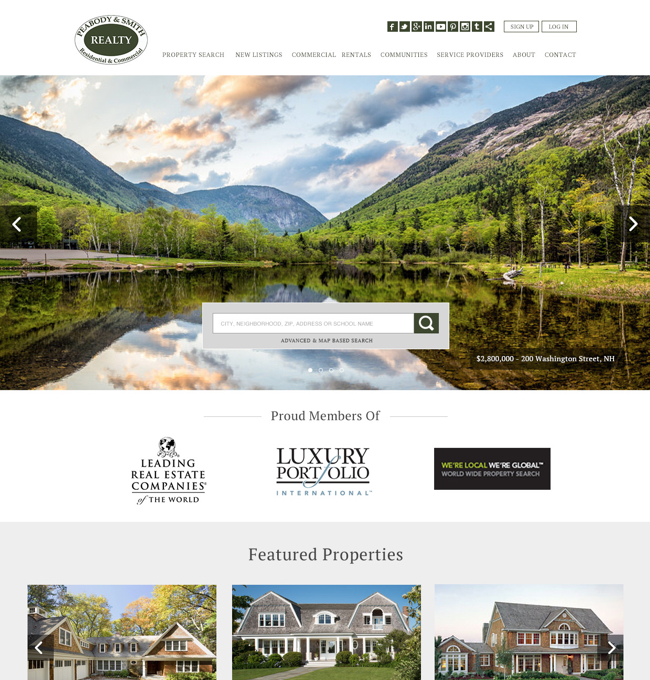 PEABODY & SMITH
REALTY
Residential & Commercial
SIGN UP
LOG IN
PROPERTY SEARCH NEW LISTINGS COMMERCIAL RENTALS COMMUNITIES SERVICE PROVIDERS ABOUT CONTACT
CITY, NEIGHBORHOOD, ZIP, ADDRESS OR SCHOOL NAME
ADVANCED & MAP BASED SEARCH
$2,800,000 – 200 Washington Street, NH
Proud Members Of
LEADING
REAL ESTATE
COMPANIES®
of THE WORLD
LUXURY
PORTFOLIO
INTERNATIONAL™
WE'RE LOCAL WE'RE GLOBAL™
WORLD WIDE PROPERTY SEARCH
Featured Properties